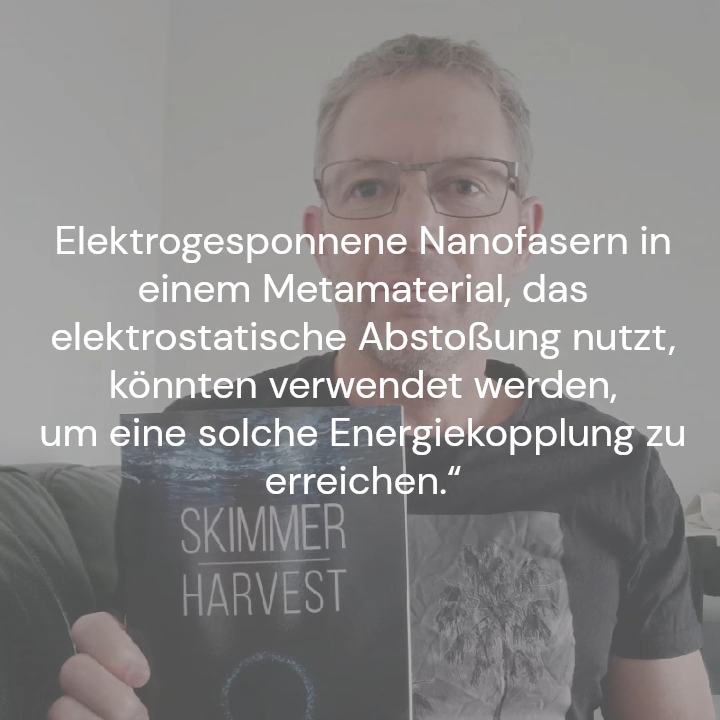 Elektrogesponnene Nanofasern in
einem Metamaterial, das
elektrostatische Abstoßung nutzt,
könnten verwendet werden,
um eine solche Energiekopplung zu
erreichen.“
SKIMMER
HARVEST